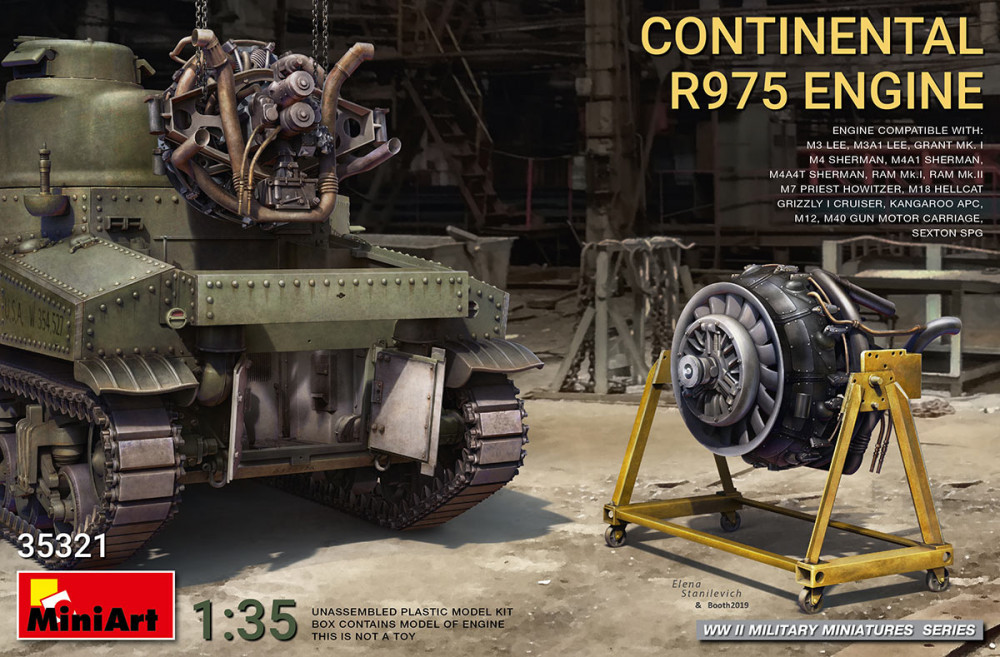 CONTINENTAL
R975 ENGINE
ENGINE COMPATIBLE WITH:
M3 LEE, M3A1 LEE, GRANT MK. I
M4 SHERMAN, M4A1 SHERMAN,
M4A4T SHERMAN, RAM Mk.I, RAM Mk.II
M7 PRIEST HOWITZER, M18 HELLCAT
GRIZZLY I CRUISER, KANGAROO APC,
M12, M40 GUN MOTOR CARRIAGE,
SEXTON SPG
35321
MiniArt
1:35
UNASSEMBLED PLASTIC MODEL KIT
BOX CONTAINS MODEL OF ENGINE
THIS IS NOT A TOY
Elena
Stanilevich
& Booth2019
WW II MILITARY MINIATURES SERIES